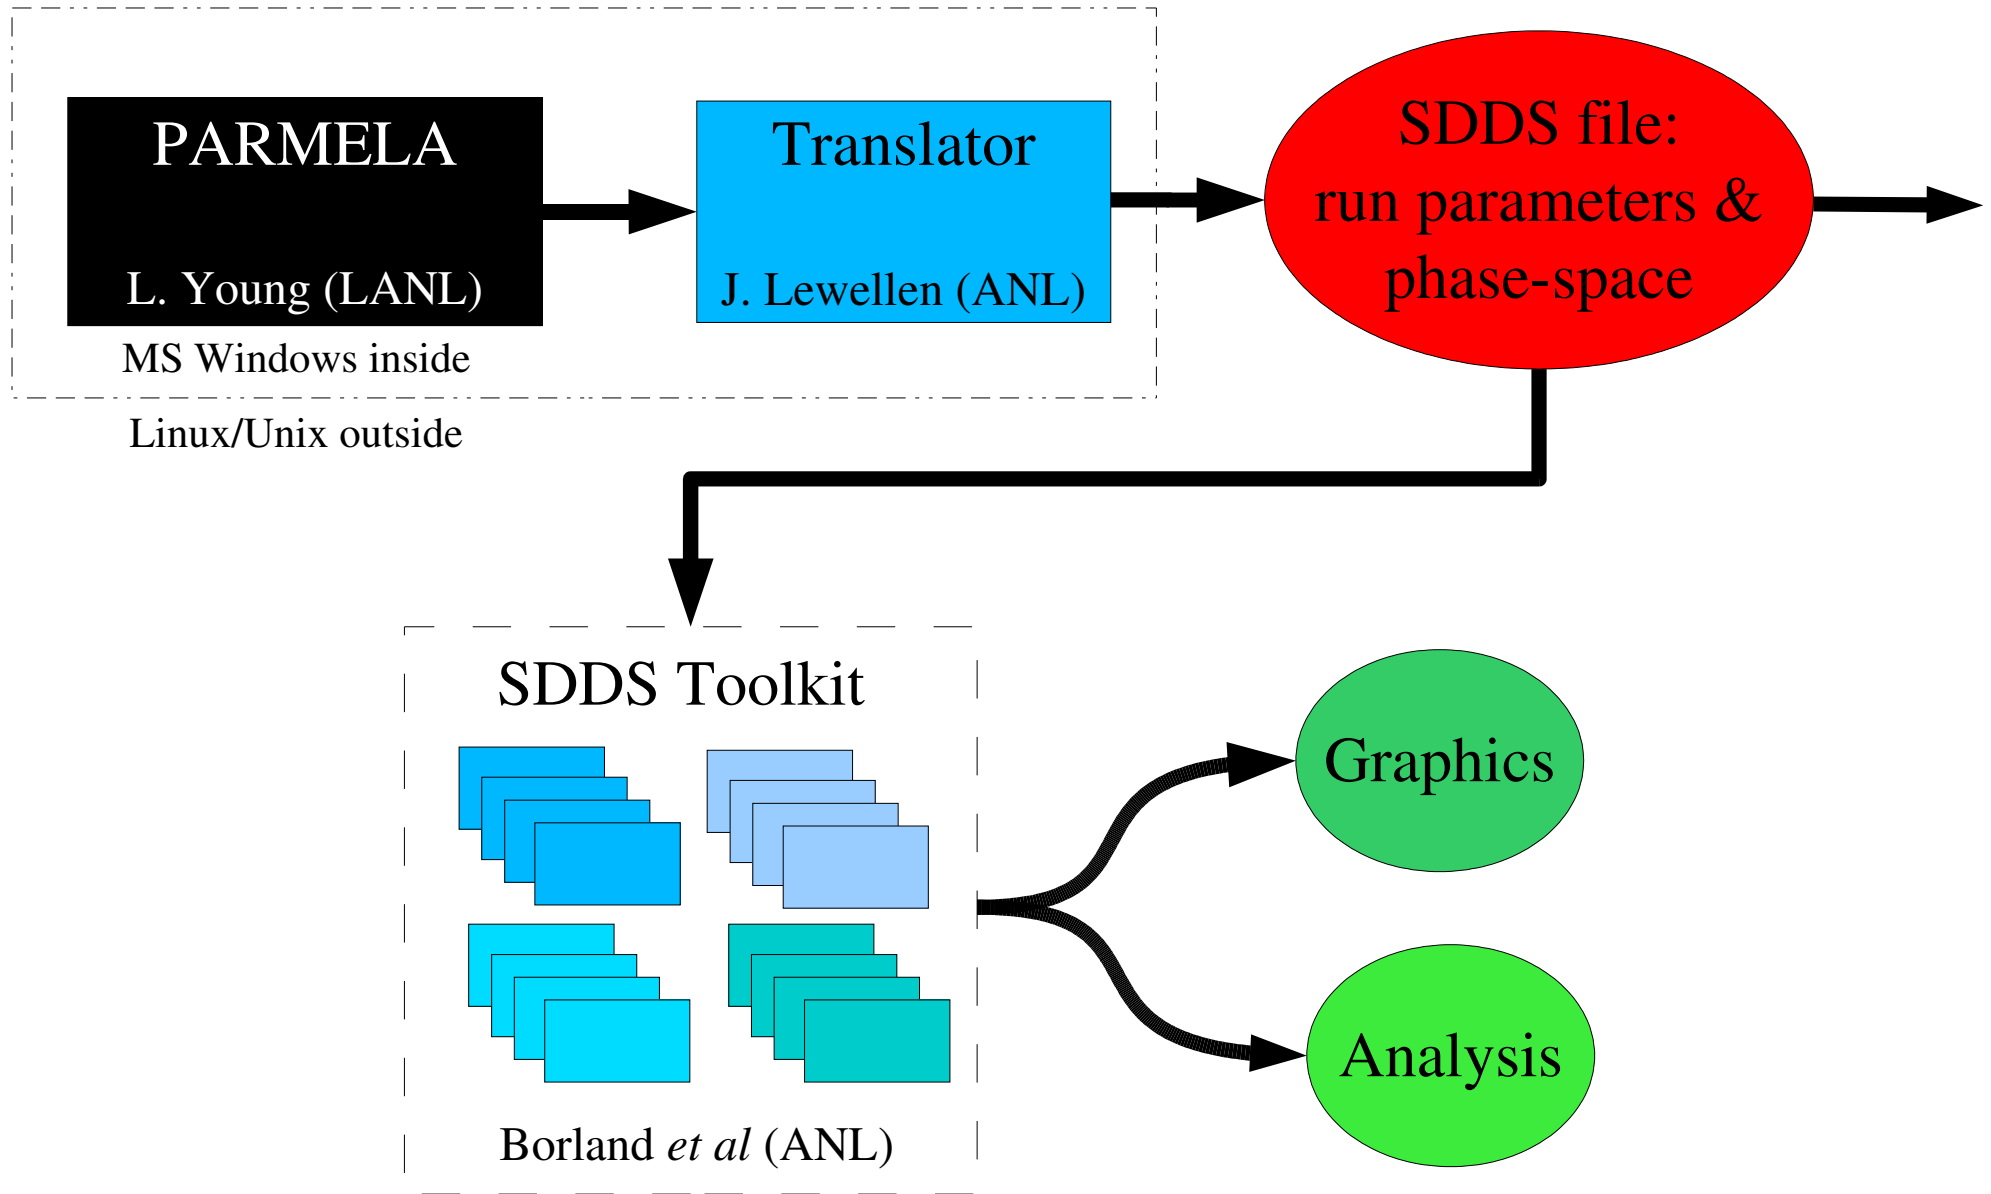 PARMELA
L. Young (LANL)
Translator
J. Lewellen (ANL)
SDDS file:
run parameters &
phase-space
MS Windows inside
Linux/Unix outside
SDDS Toolkit
Borland et al (ANL)
Graphics
Analysis